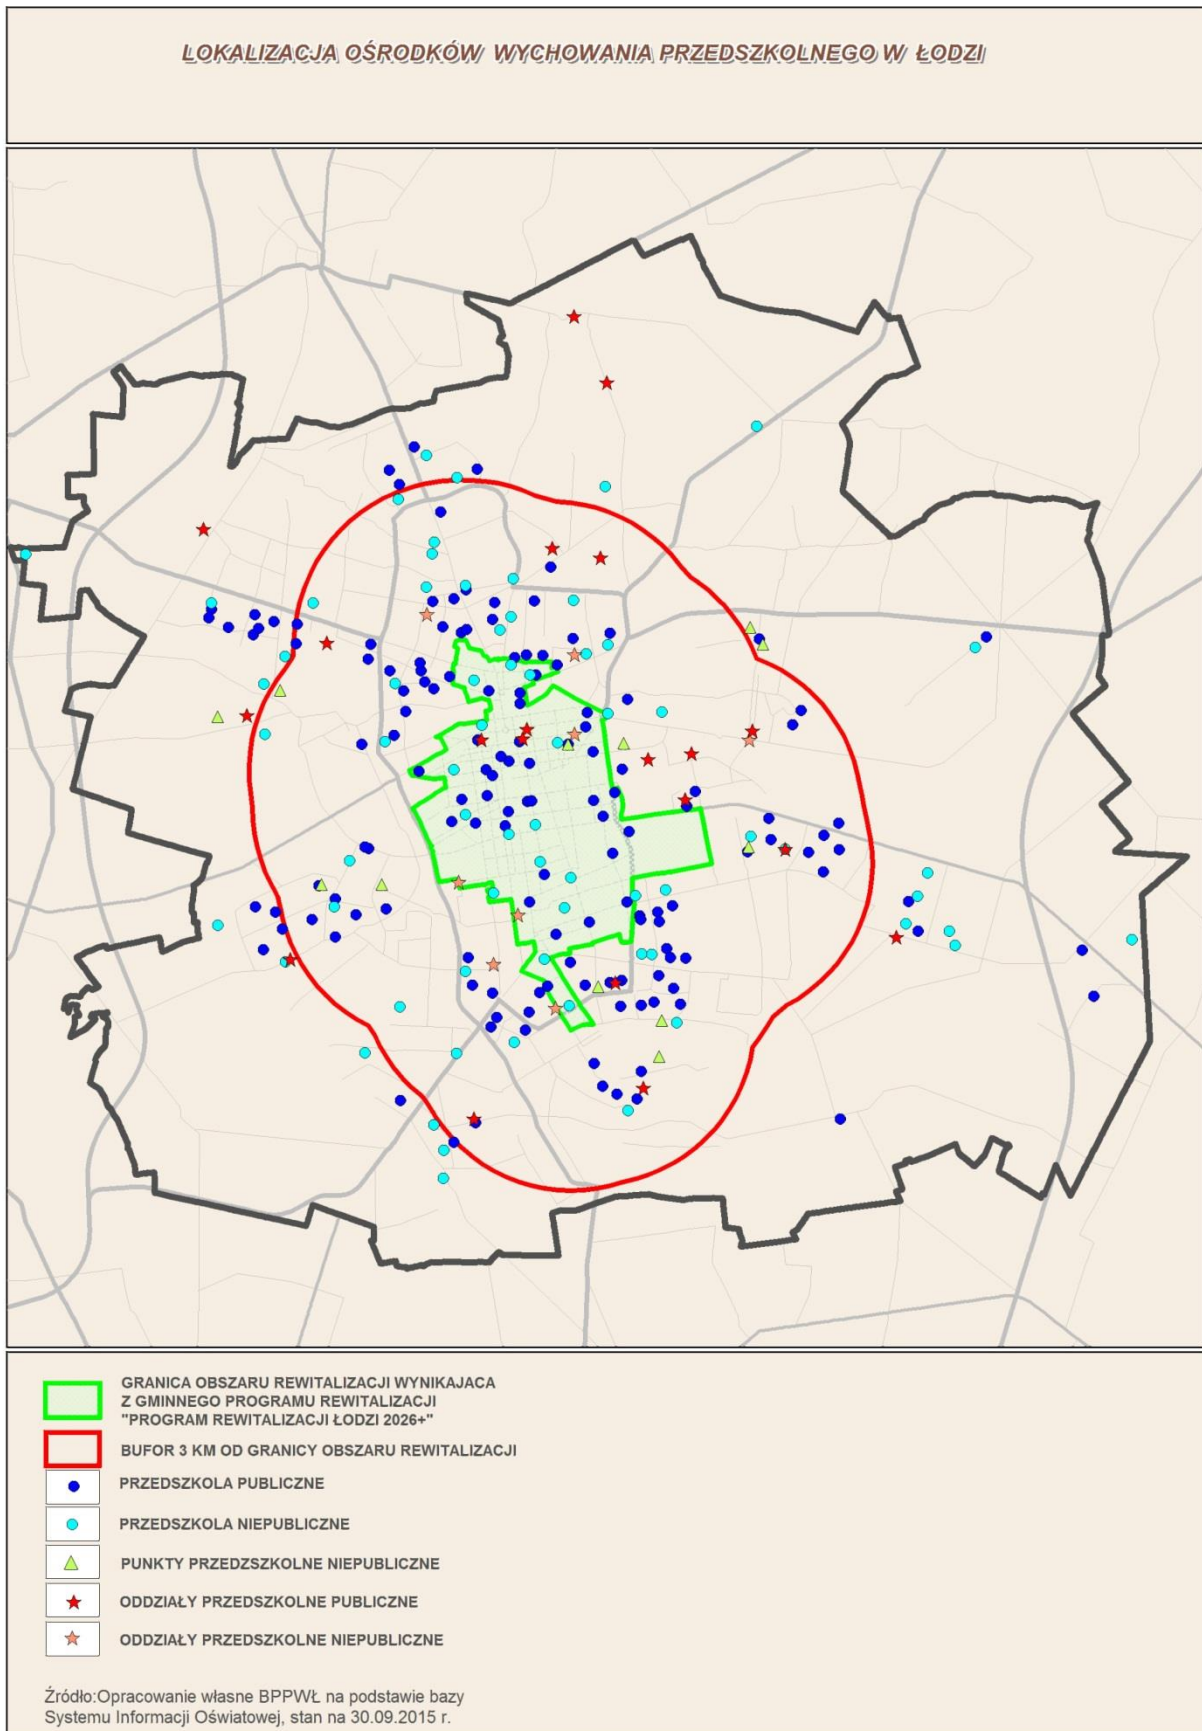 LOKALIZACJA OŚRODKÓW WYCHOWANIA PRZEDSZKOLNEGO W ŁODZI
GRANICA OBSZARU REWITALIZACJI WYNIKAJACA
Z GMINNEGO PROGRAMU REWITALIZACJI
"PROGRAM REWITALIZACJI ŁODZI 2026+"
BUFOR 3 KM OD GRANICY OBSZARU REWITALIZACJI
PRZEDSZKOLA PUBLICZNE
PRZEDSZKOLA NIEPUBLICZNE
PUNKTY PRZEDZSZKOLNE NIEPUBLICZNE
ODDZIAŁY PRZEDSZKOLNE PUBLICZNE
ODDZIAŁY PRZEDSZKOLNE NIEPUBLICZNE
Źródło:Opracowanie własne BPPWŁ na podstawie bazy
Systemu Informacji Oświatowej, stan na 30.09.2015 r.